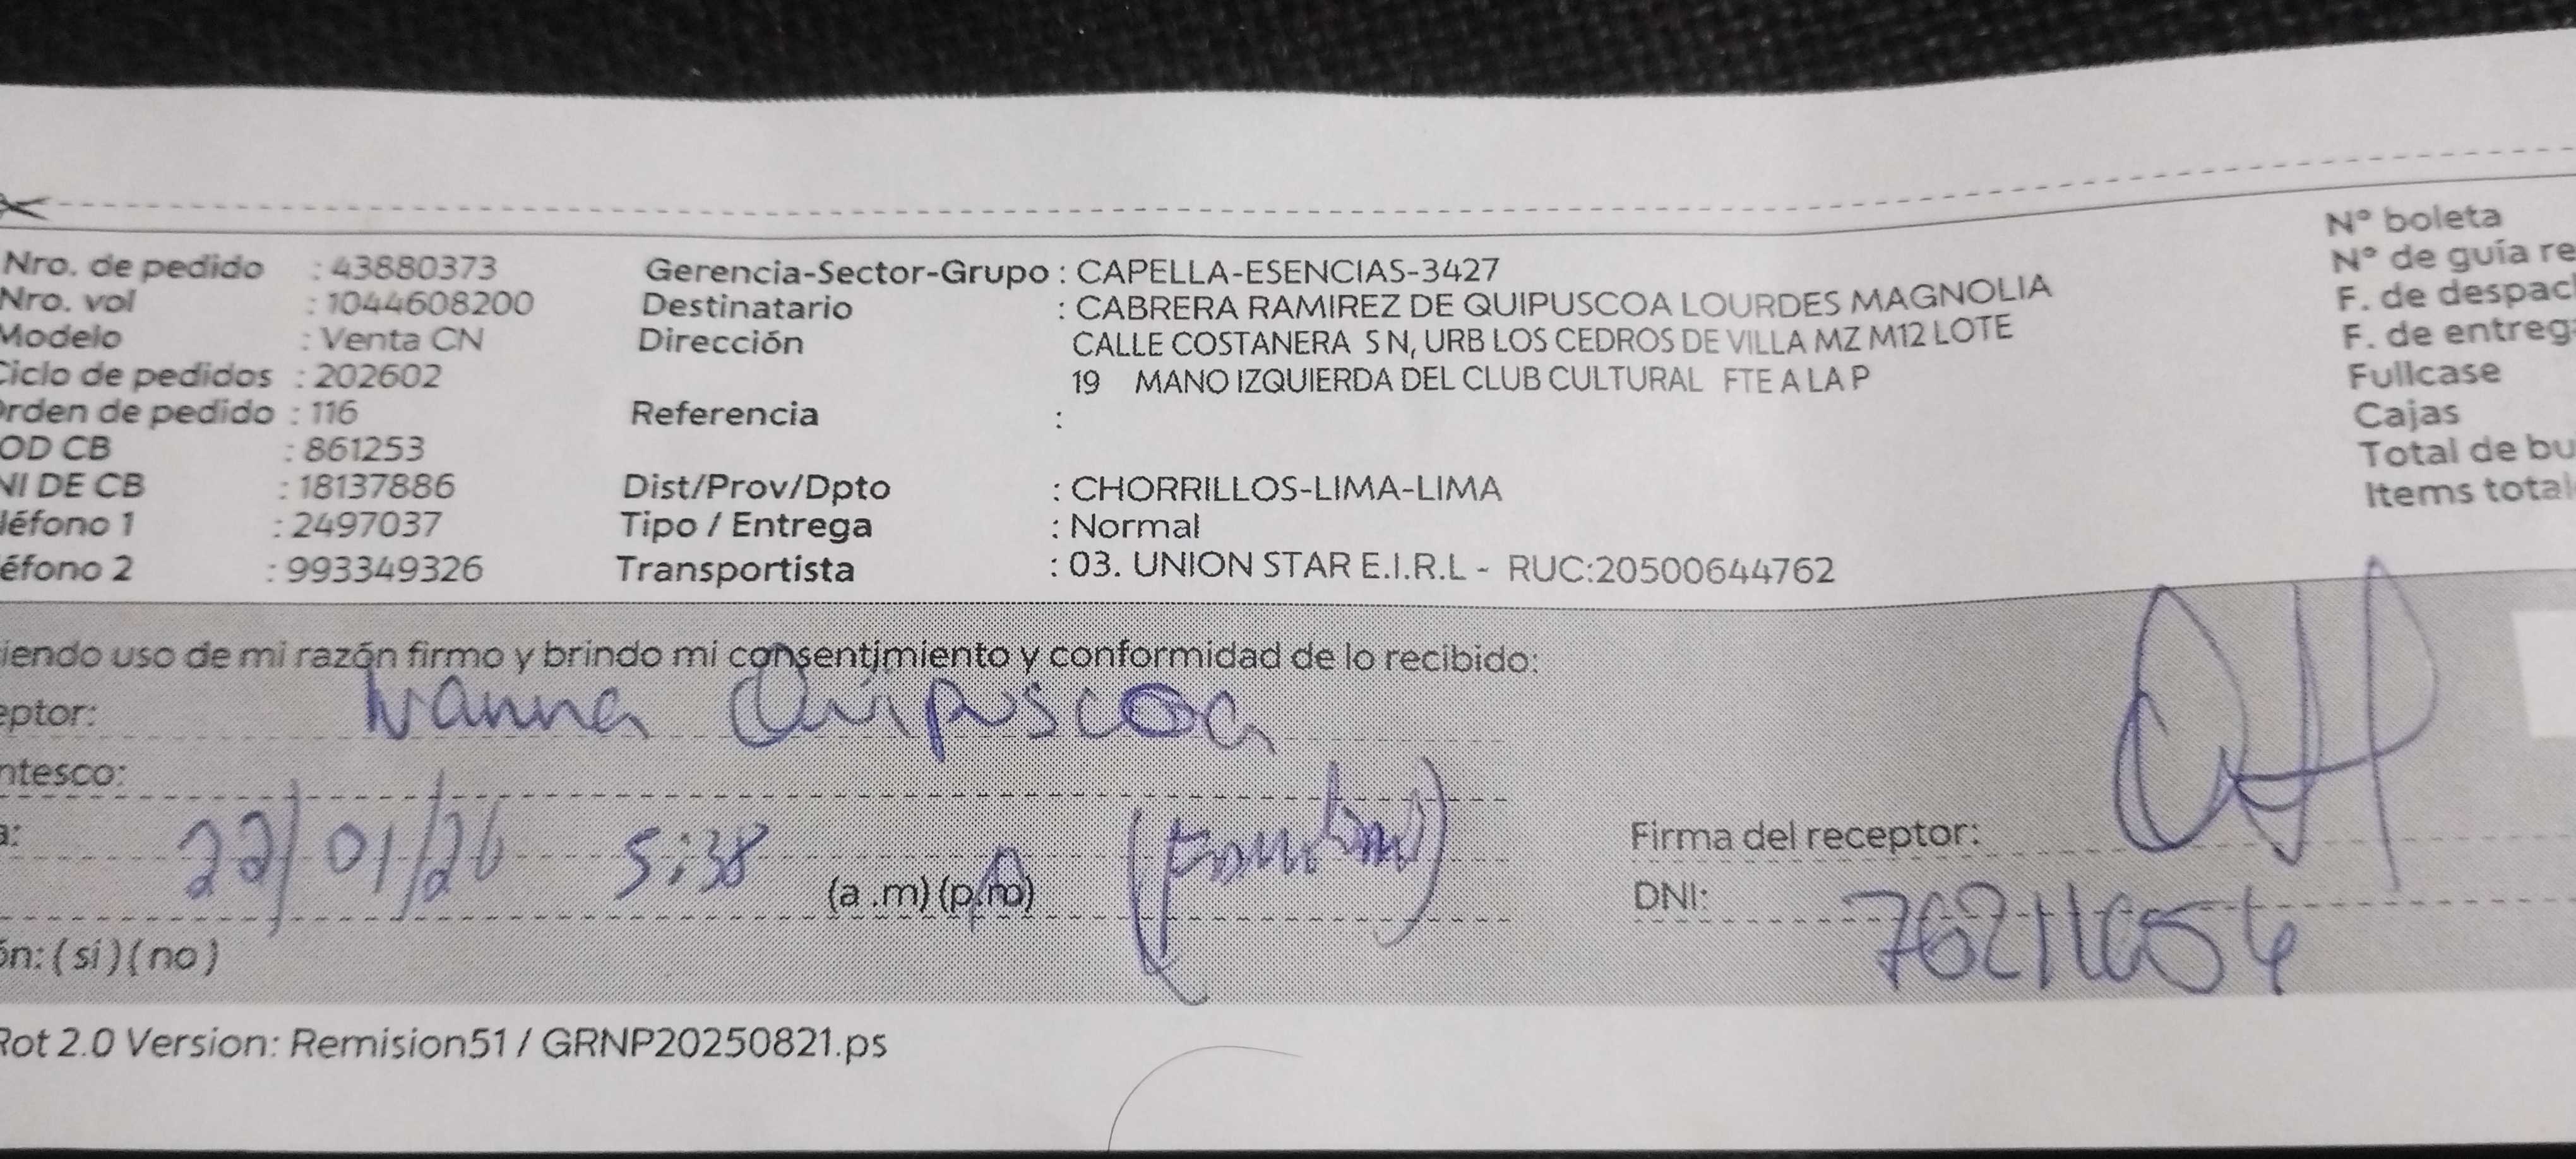 Nro. de pedido : 43880373 Gerencia-Sector-Grupo : CAPELLA-ESENCIAS-3427 N° boleta
Nro. vol : 1044608200 Destinatario : CABRERA RAMIREZ DE QUIPUSCOA LOURDES MAGNOLIA N° de guía re
Modelo : Venta CN Dirección CALLE COSTANERA S N, URB LOS CEDROS DE VILLA MZ M12 LOTE F. de despac
Ciclo de pedidos : 202602 19 MANO IZQUIERDA DEL CLUB CULTURAL FTE A LA P F. de entreg
rden de pedido : 116 Referencia : Fullcase
OD CB : 861253 Cajas
NI DE CB : 18137886 Dist/Prov/Dpto : CHORRILLOS-LIMA-LIMA Total de bu
léfono 1 : 2497037 Tipo / Entrega : Normal Items total
éfono 2 : 993349326 Transportista : 03. UNION STAR E.I.R.L - RUC:20500644762
iendo uso de mi razón firmo y brindo mi consentimiento y conformidad de lo recibido:
eptor: Ivanna Quipuscoa
ntesco:
a: 22/01/26 5:38 (a .m) (p.m) Firma del receptor:
DNI:
ón: ( si ) ( no )
Rot 2.0 Version: Remision51 / GRNP20250821.ps